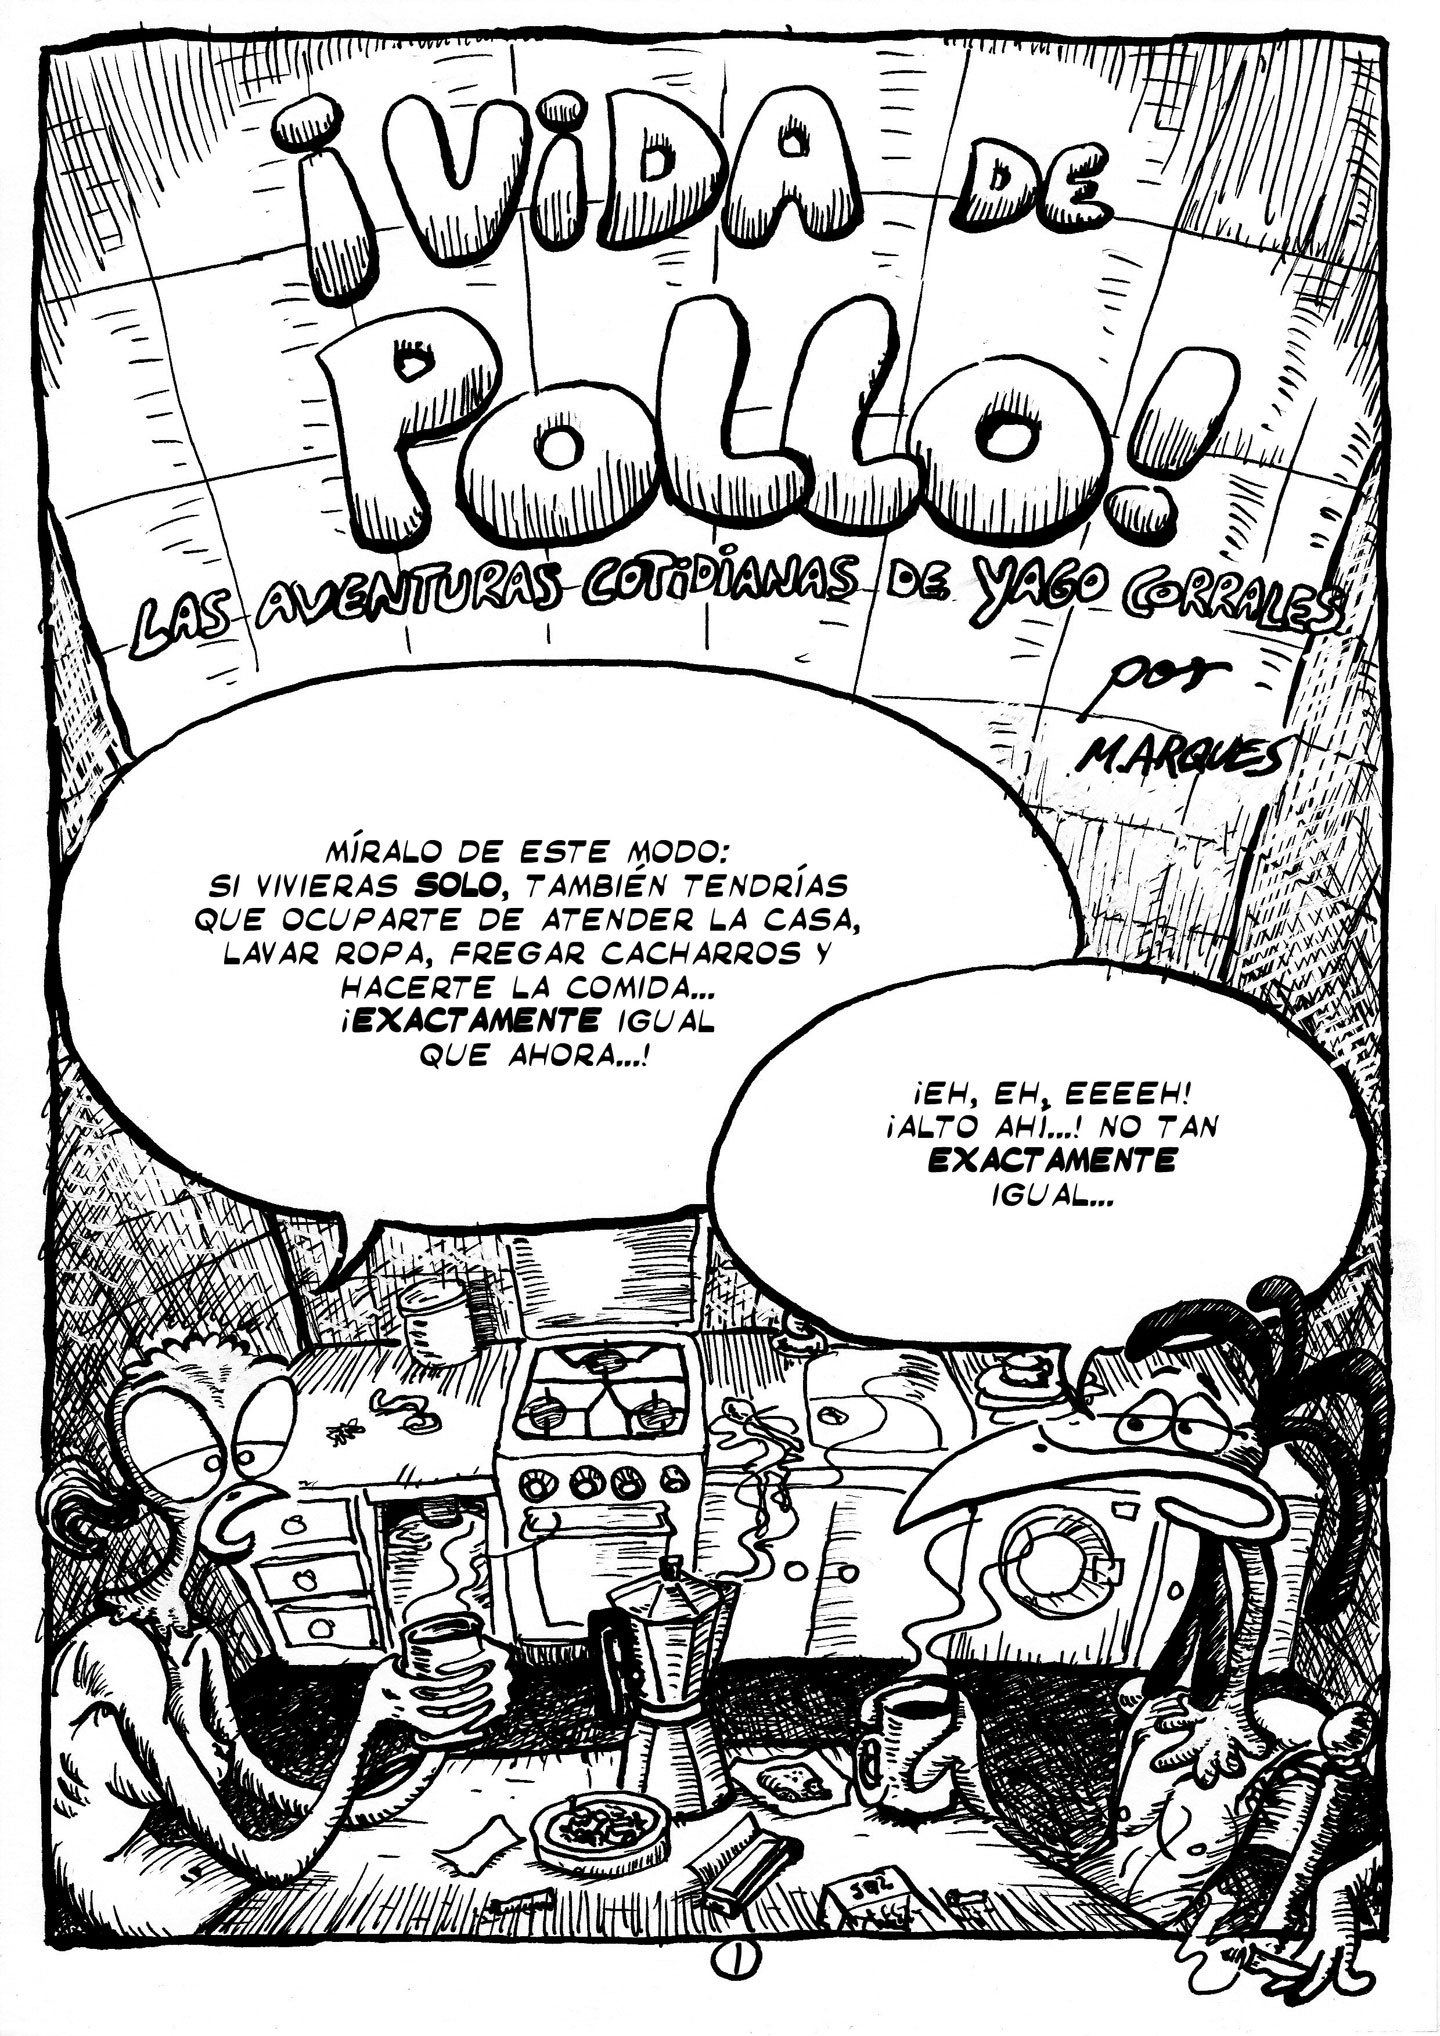 ¡VIDA DE
POLLO!
LAS AVENTURAS COTIDIANAS DE YAGO CORRALES
por
M.ARQUES
MÍRALO DE ESTE MODO:
SI VIVIERAS SOLO, TAMBIÉN TENDRÍAS
QUE OCUPARTE DE ATENDER LA CASA,
LAVAR ROPA, FREGAR CACHARROS Y
HACERTE LA COMIDA...
¡EXACTAMENTE IGUAL
QUE AHORA...!
¡EH, EH, EEEEH!
¡ALTO AHÍ...! NO TAN
EXACTAMENTE
IGUAL...
1